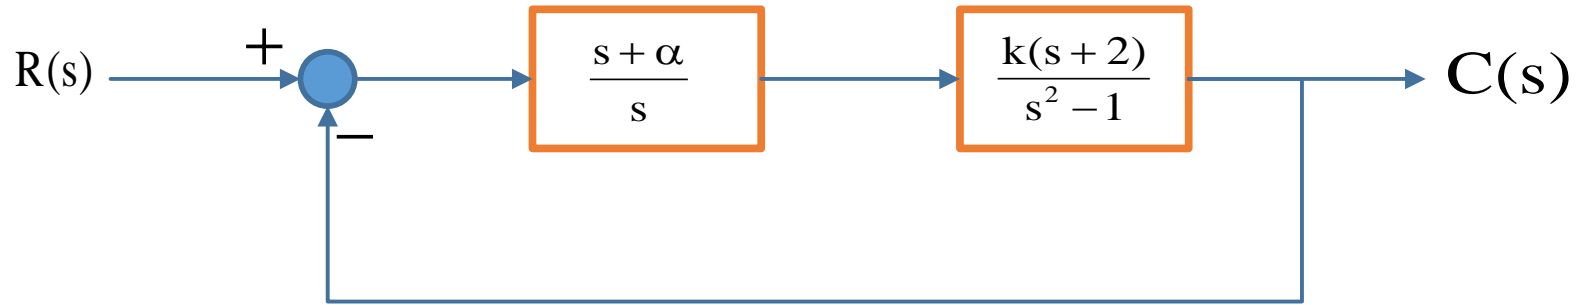 R(s)
+
−
s + α
s
k(s + 2)
s² − 1
C(s)